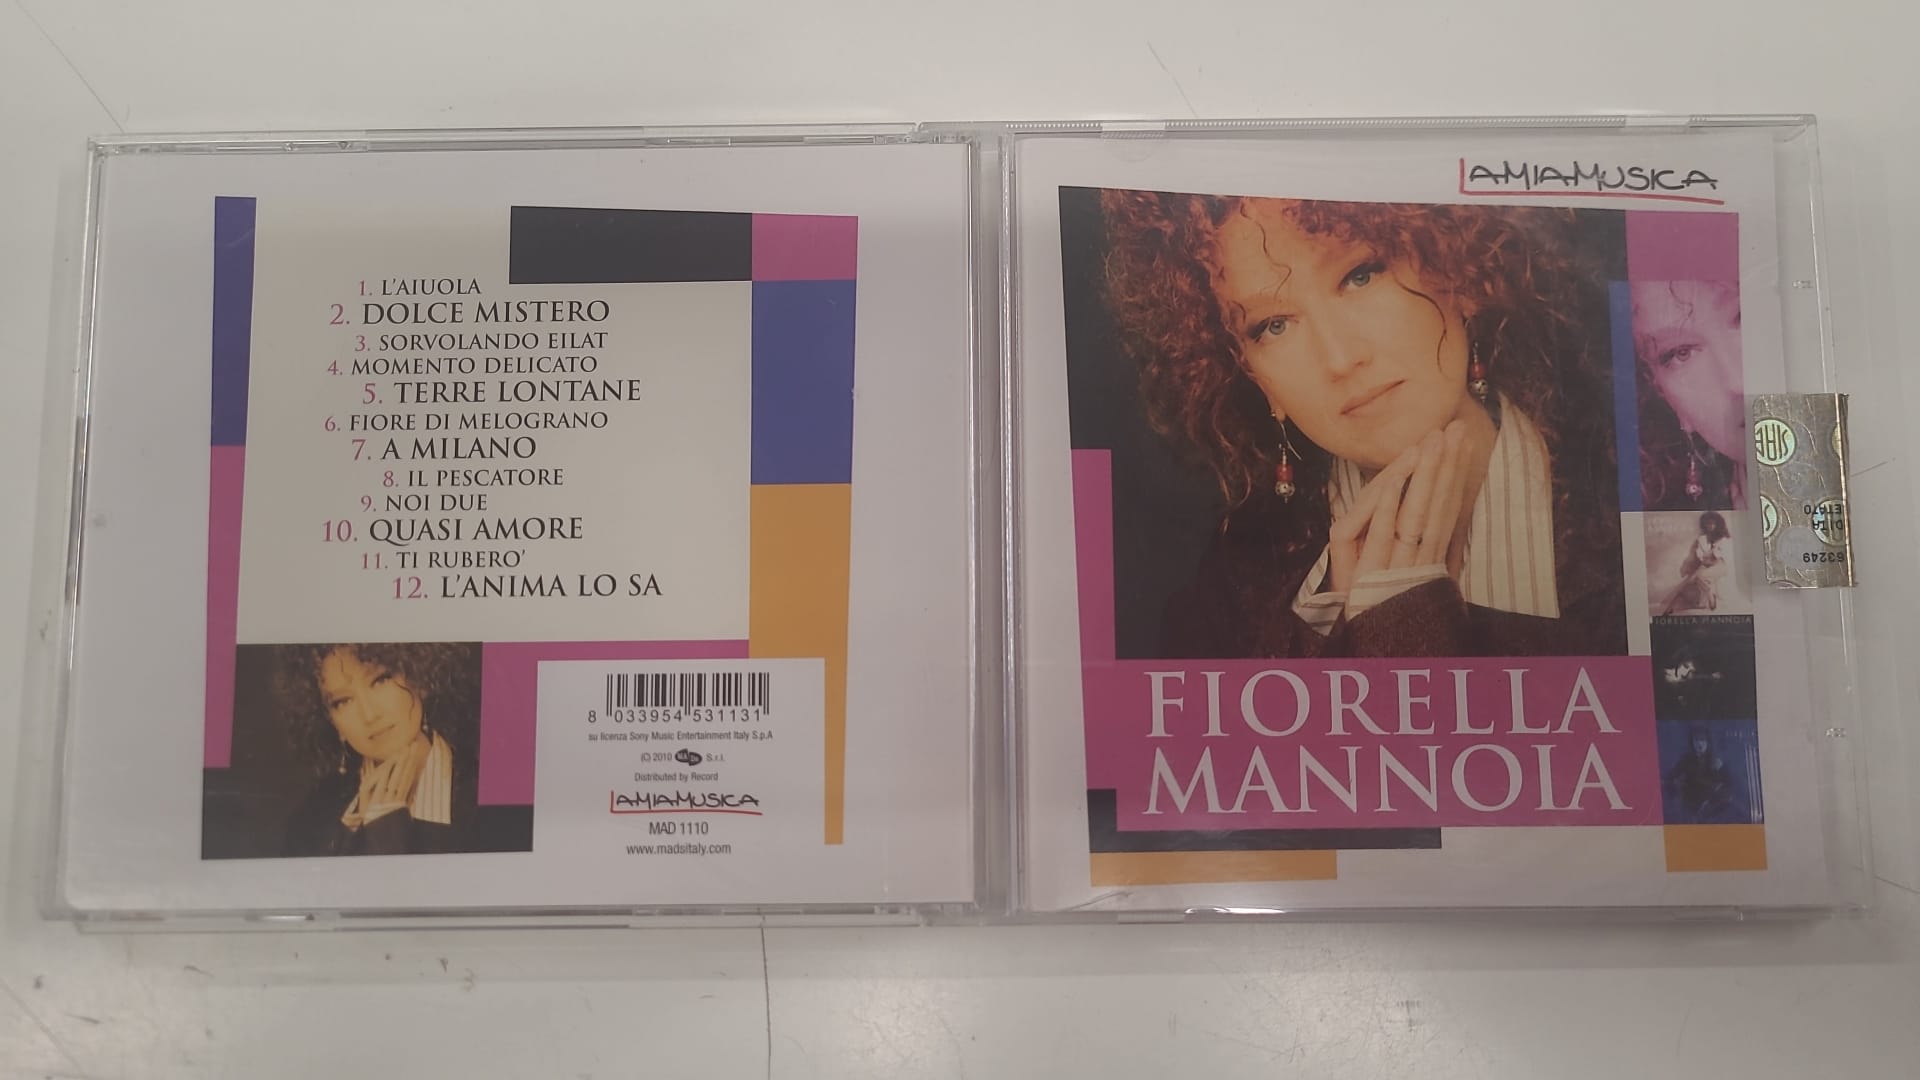 1. L'AIUOLA
2. DOLCE MISTERO
3. SORVOLANDO EILAT
4. MOMENTO DELICATO
5. TERRE LONTANE
6. FIORE DI MELOGRANO
7. A MILANO
8. IL PESCATORE
9. NOI DUE
10. QUASI AMORE
11. TI RUBERO'
12. L'ANIMA LO SA
8 033954 531131
su licenza Sony Music Entertainment Italy S.p.A
(C) 2010 MA Ds S.r.l.
Distributed by Record
LAMIAMUSICA
MAD 1110
www.madsitaly.com
LAMIAMUSICA
FIORELLA
MANNOIA
FIORELLA MANNOIA
SIAE
63249